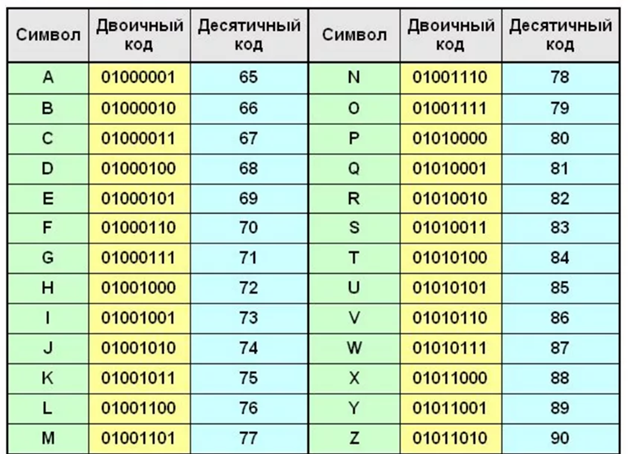 Символ Двоичный код Десятичный код Символ Двоичный код Десятичный код
A 01000001 65 N 01001110 78
B 01000010 66 O 01001111 79
C 01000011 67 P 01010000 80
D 01000100 68 Q 01010001 81
E 01000101 69 R 01010010 82
F 01000110 70 S 01010011 83
G 01000111 71 T 01010100 84
H 01001000 72 U 01010101 85
I 01001001 73 V 01010110 86
J 01001010 74 W 01010111 87
K 01001011 75 X 01011000 88
L 01001100 76 Y 01011001 89
M 01001101 77 Z 01011010 90